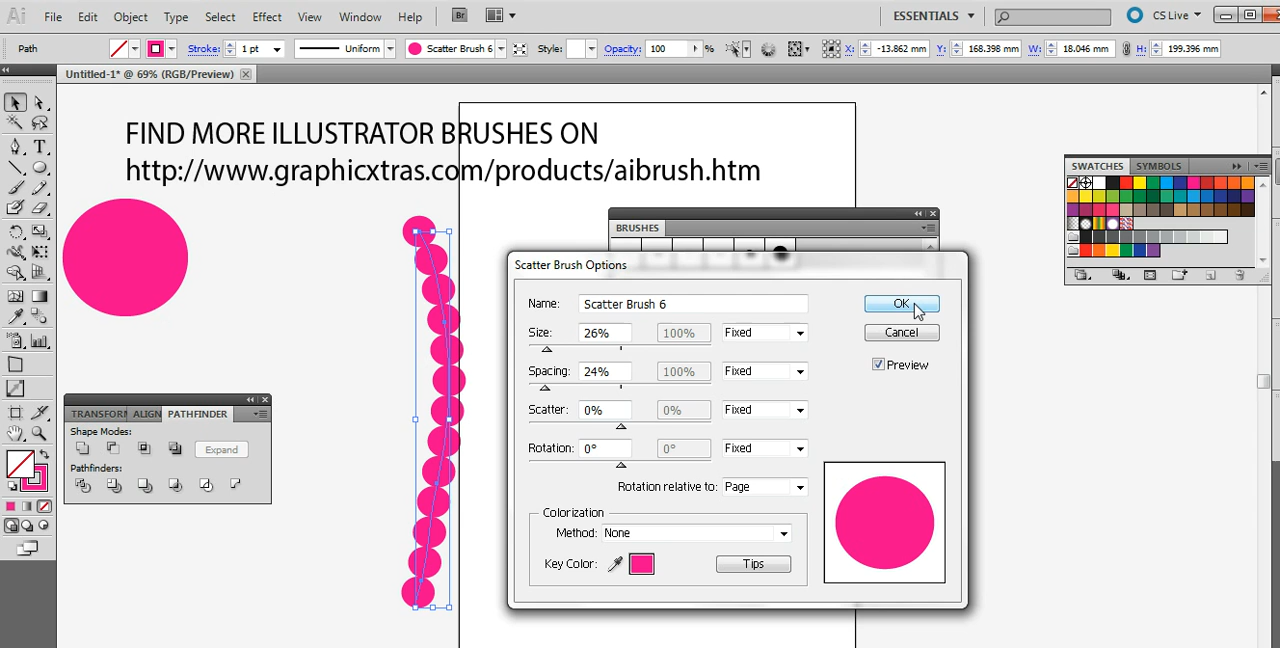 Ai File Edit Object Type Select Effect View Window Help Br ESSENTIALS CS Live
Path Stroke: 1 pt Uniform Scatter Brush 6 Style: Opacity: 100 % X: -13.862 mm Y: 168.398 mm W: 18.046 mm H: 199.396 mm
Untitled-1* @ 69% (RGB/Preview)
FIND MORE ILLUSTRATOR BRUSHES ON
http://www.graphicxtras.com/products/aibrush.htm
SWATCHES SYMBOLS
BRUSHES
Scatter Brush Options
Name: Scatter Brush 6 OK
Size: 26% 100% Fixed Cancel
Preview
Spacing: 24% 100% Fixed
Scatter: 0% 0% Fixed
Rotation: 0° 0° Fixed
Rotation relative to: Page
Colorization
Method: None
Key Color: Tips
TRANSFORM ALIGN PATHFINDER
Shape Modes:
Expand
Pathfinders: